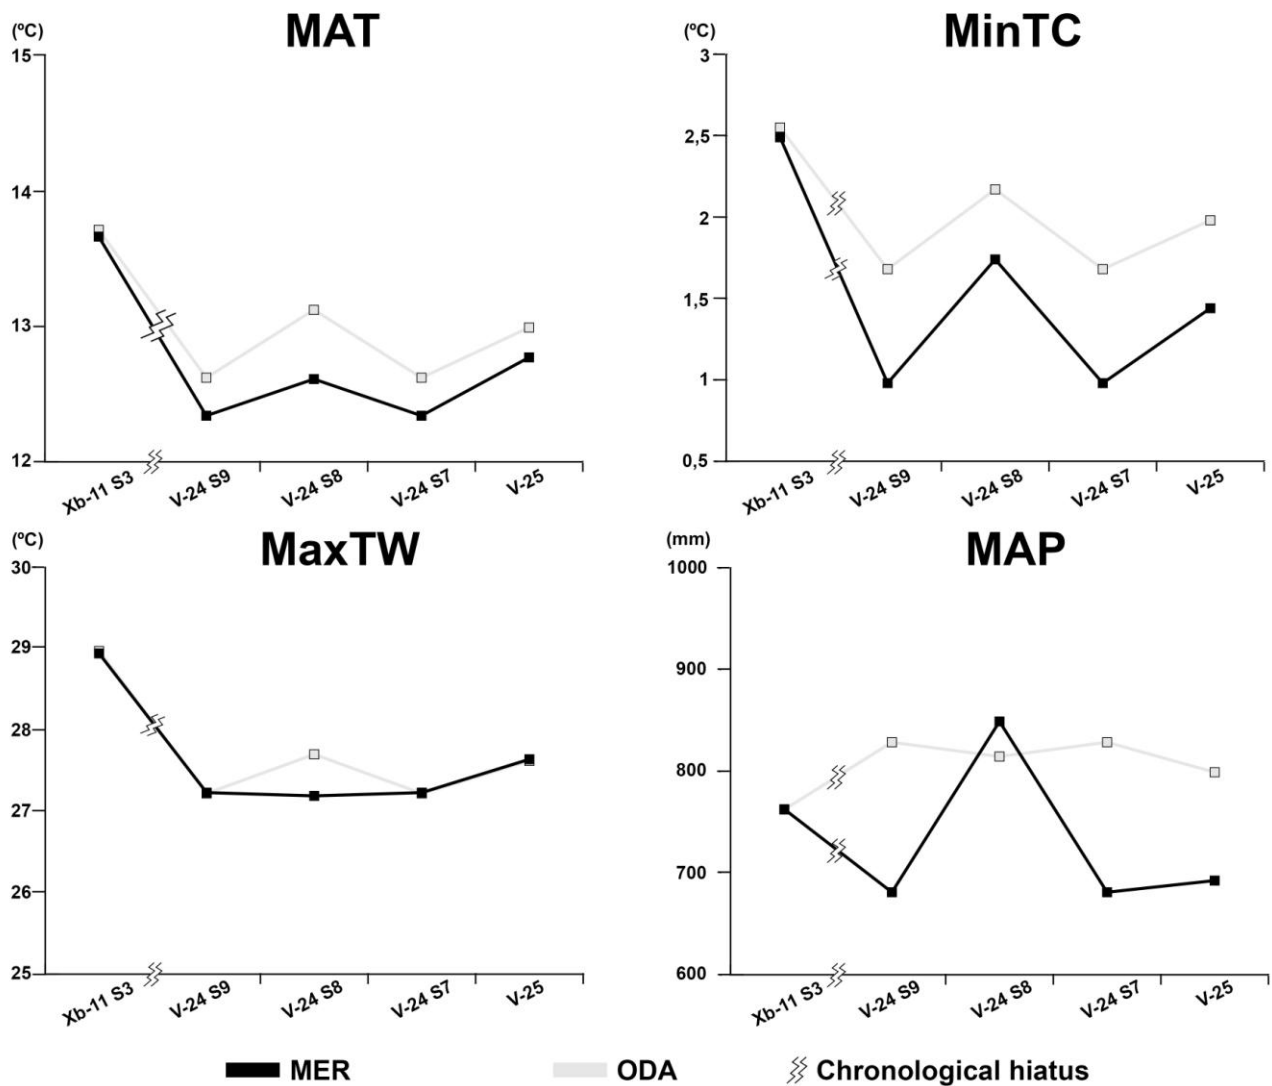 MAT
(ºC)
15
14
13
12
Xb-11 S3
V-24 S9
V-24 S8
V-24 S7
V-25
MinTC
(ºC)
3
2,5
2
1,5
1
0,5
Xb-11 S3
V-24 S9
V-24 S8
V-24 S7
V-25
MaxTW
(ºC)
30
29
28
27
26
25
Xb-11 S3
V-24 S9
V-24 S8
V-24 S7
V-25
MAP
(mm)
1000
900
800
700
600
Xb-11 S3
V-24 S9
V-24 S8
V-24 S7
V-25
MER
ODA
Chronological hiatus